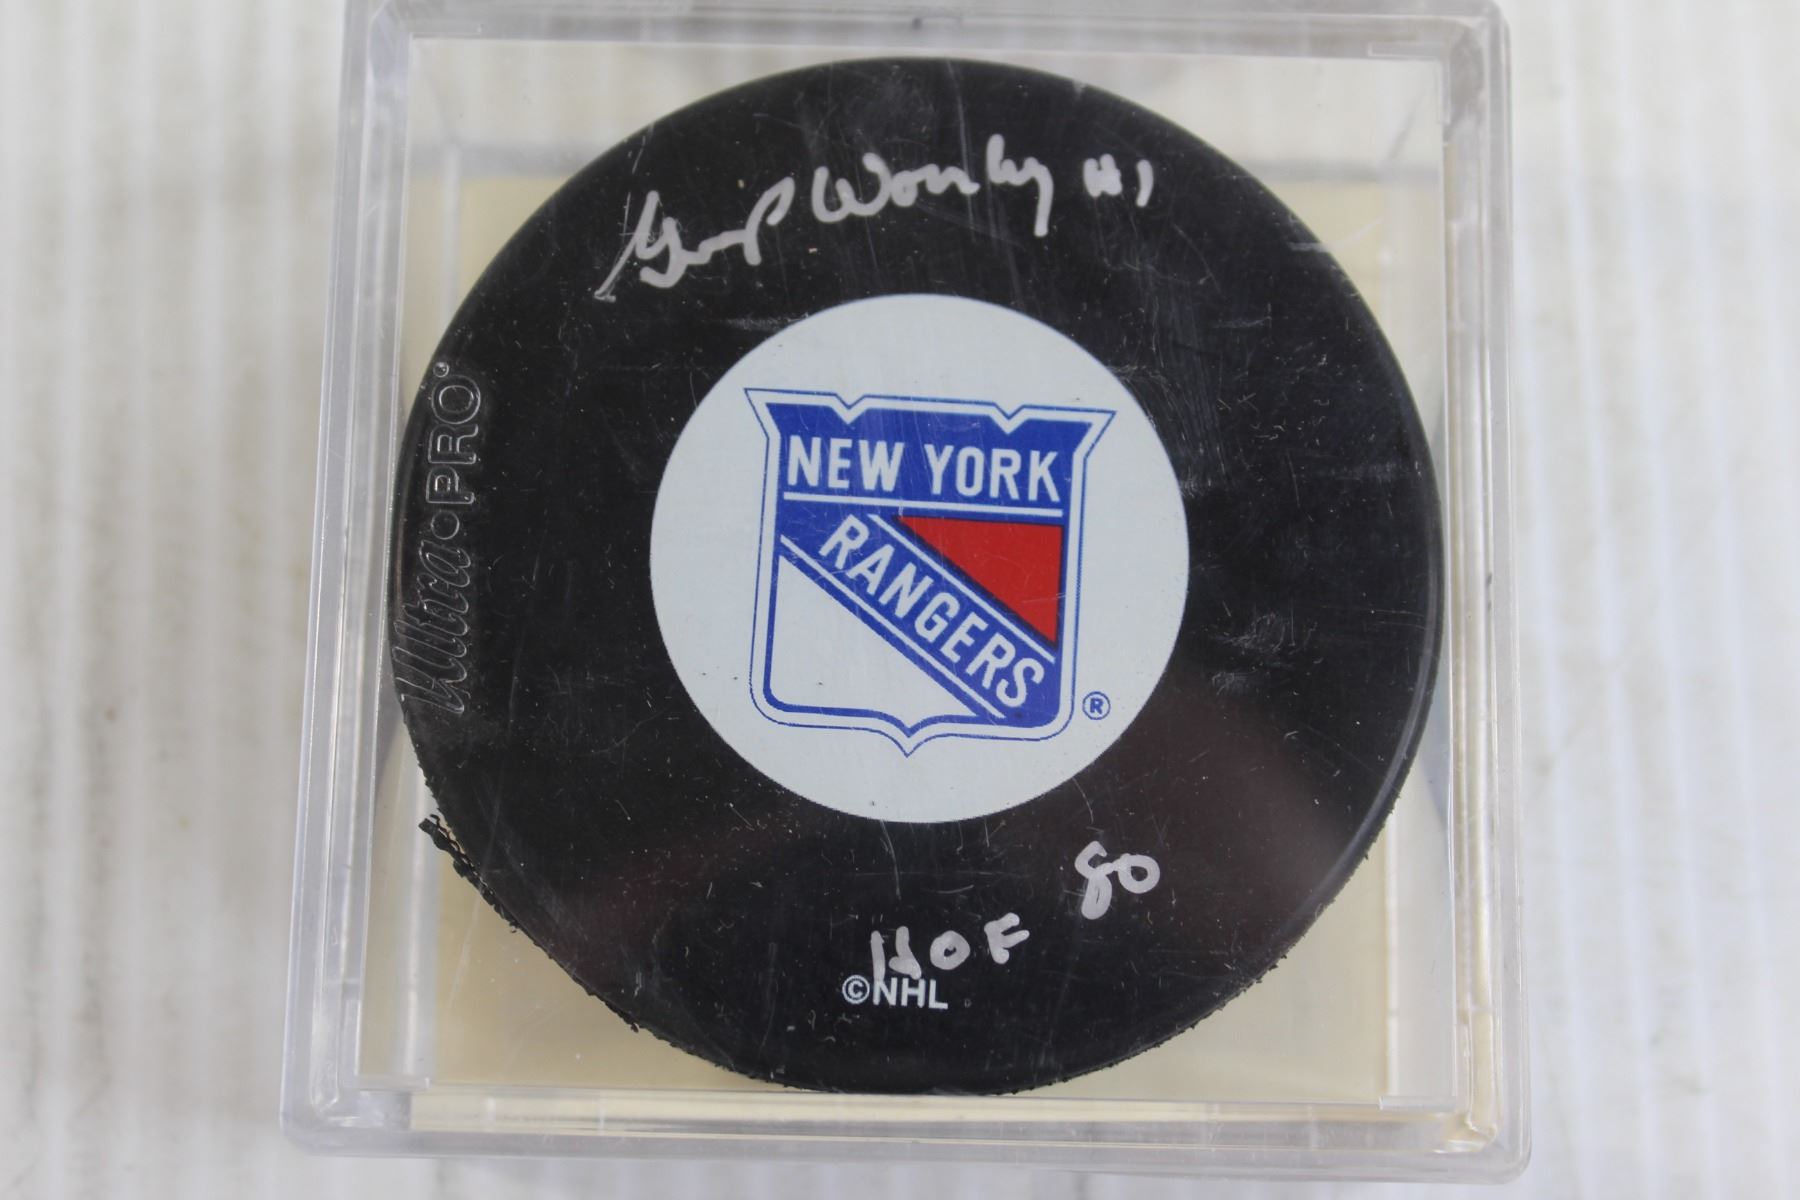 Gump Worsley #1
Ultra • PRO®
NEW YORK
RANGERS
®
HOF 80
©NHL